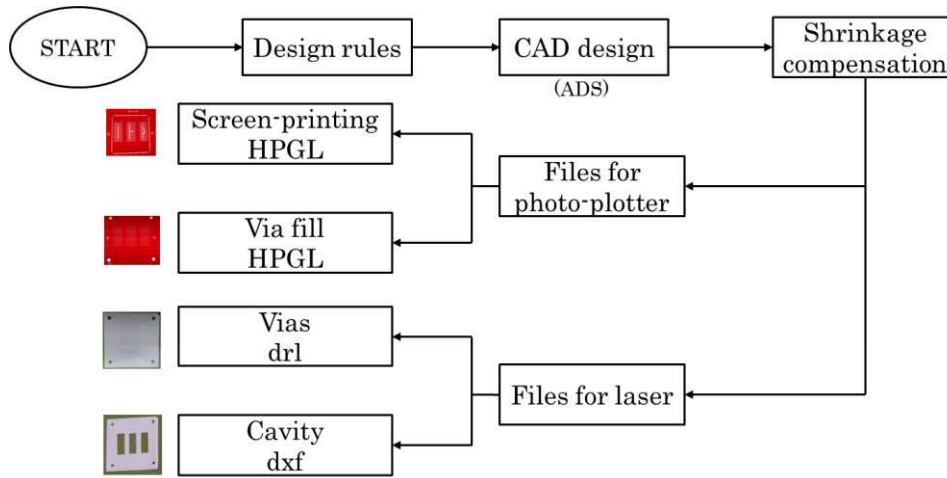 START
Design rules
CAD design
(ADS)
Shrinkage
compensation
Screen-printing
HPGL
Files for
photo-plotter
Via fill
HPGL
Vias
drl
Files for laser
Cavity
dxf